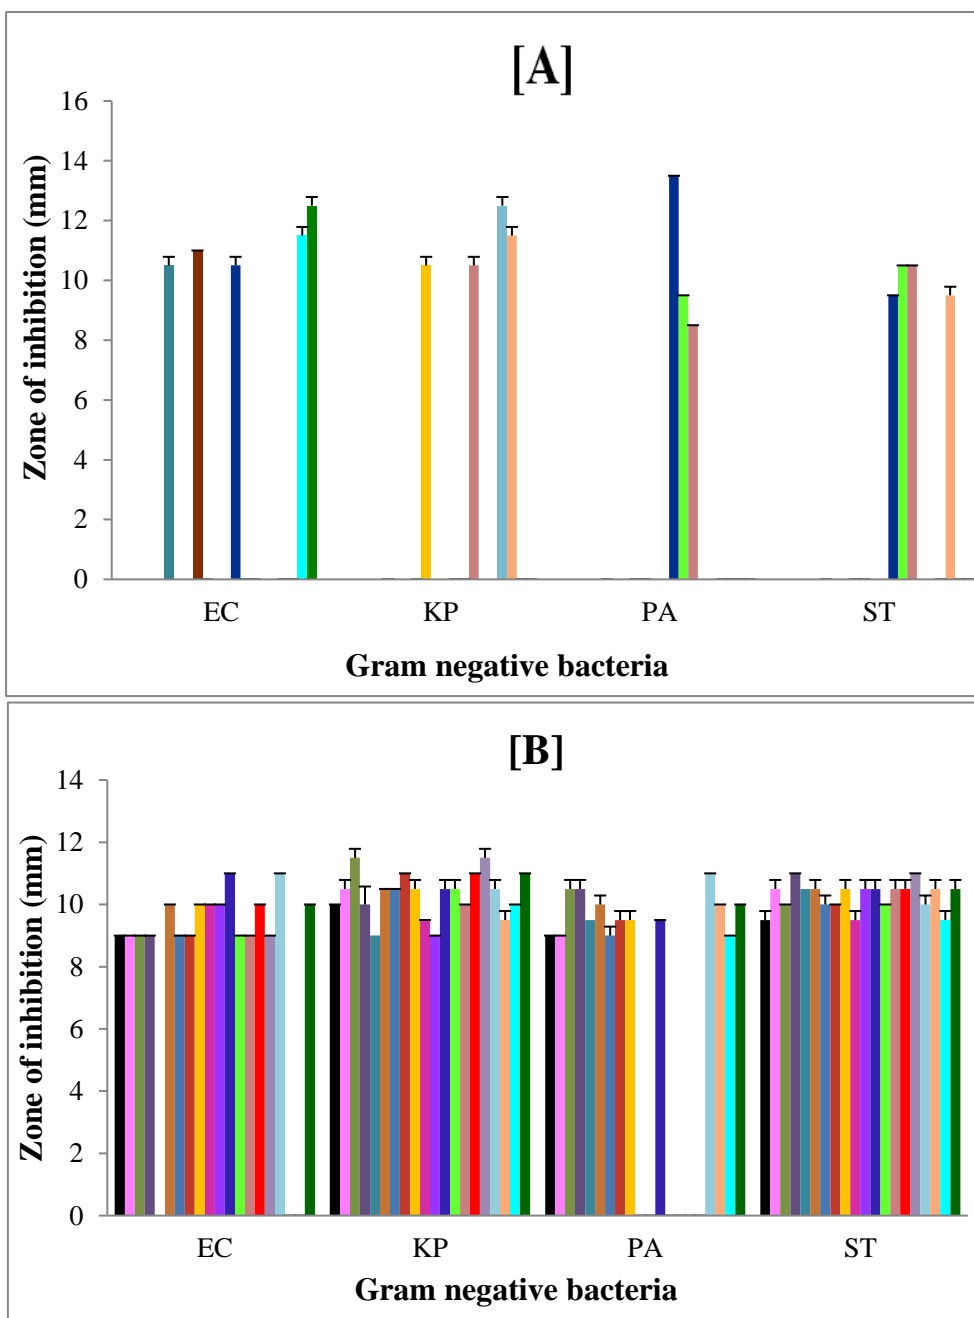 [A]
Zone of inhibition (mm)
16
14
12
10
8
6
4
2
0
EC KP PA ST
Gram negative bacteria
[B]
Zone of inhibition (mm)
14
12
10
8
6
4
2
0
EC KP PA ST
Gram negative bacteria